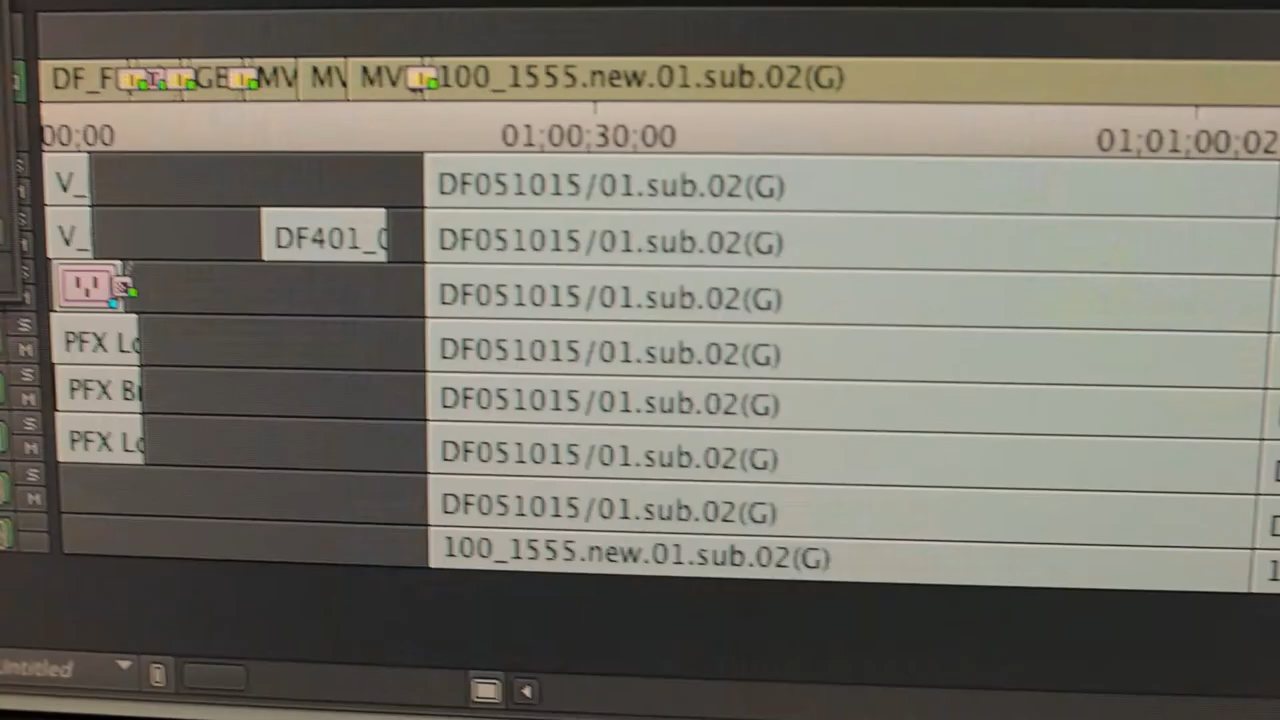 DF_F GE MV MV MV 100_1555.new.01.sub.02(G)
00;00 01;00;30;00 01;01;00;02
V_ DF051015/01.sub.02(G)
V_ DF401_ DF051015/01.sub.02(G)
DF051015/01.sub.02(G)
S PFX Lo DF051015/01.sub.02(G)
M
S PFX DF051015/01.sub.02(G)
M
S PFX Lo DF051015/01.sub.02(G)
M
S DF051015/01.sub.02(G)
M
100_1555.new.01.sub.02(G)
Untitled